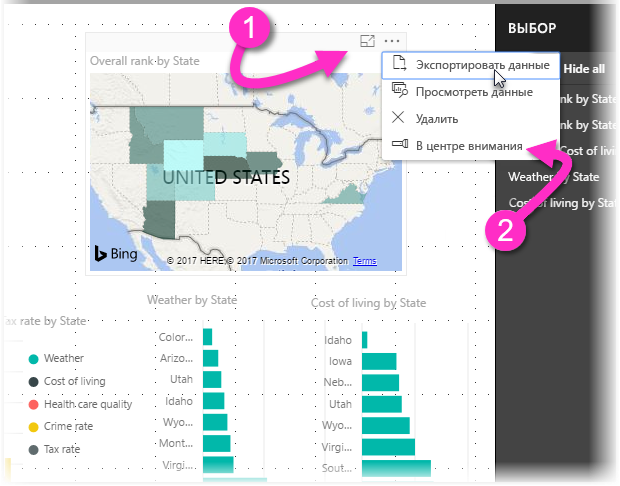 1
ВЫБОР
Overall rank by State
Экспортировать данные
Hide all
Просмотреть данные
nk by State
Удалить
nk by State
В центре внимания
Cost of livi
UNITED STATES
Weather by State
2
Cost of living by Sta
Bing
© 2017 HERE, © 2017 Microsoft Corporation Terms
Weather by State
Cost of living by State
ax rate by State
Weather
Cost of living
Health care quality
Crime rate
Tax rate
Color...
Arizo...
Utah
Idaho
Wyo...
Mont...
Virgi...
Idaho
Iowa
Neb...
Utah
Wyo...
Virgi...
Sout...